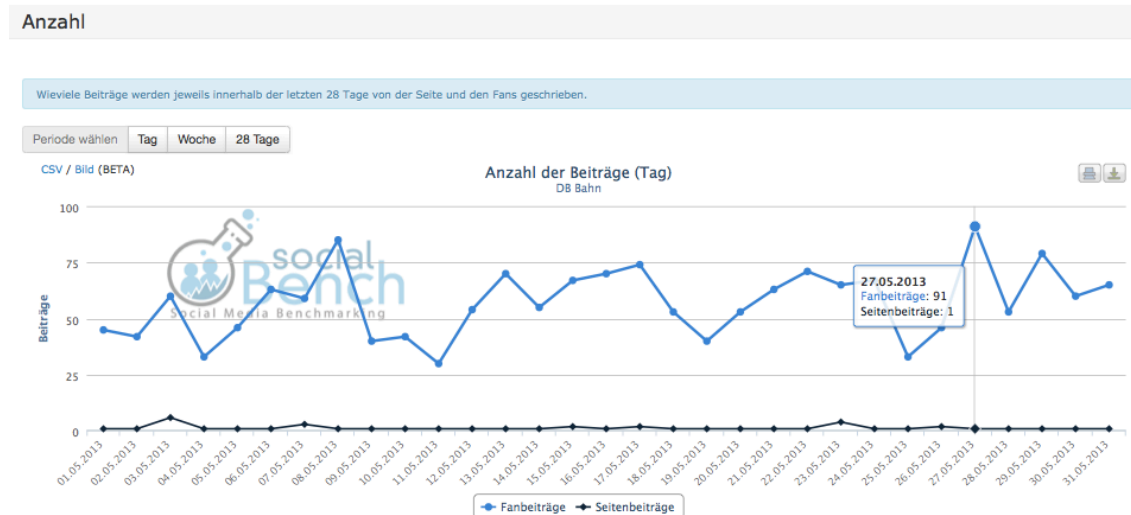 Anzahl
Wieviele Beiträge werden jeweils innerhalb der letzten 28 Tage von der Seite und den Fans geschrieben.
Periode wählen Tag Woche 28 Tage
CSV / Bild (BETA)
Anzahl der Beiträge (Tag)
DB Bahn
100
75
50
25
0
Beiträge
social
Bench
Social Media Benchmarking
27.05.2013
Fanbeiträge: 91
Seitenbeiträge: 1
01.05.2013
02.05.2013
03.05.2013
04.05.2013
05.05.2013
06.05.2013
07.05.2013
08.05.2013
09.05.2013
10.05.2013
11.05.2013
12.05.2013
13.05.2013
14.05.2013
15.05.2013
16.05.2013
17.05.2013
18.05.2013
19.05.2013
20.05.2013
21.05.2013
22.05.2013
23.05.2013
24.05.2013
25.05.2013
26.05.2013
27.05.2013
28.05.2013
29.05.2013
30.05.2013
31.05.2013
Fanbeiträge Seitenbeiträge